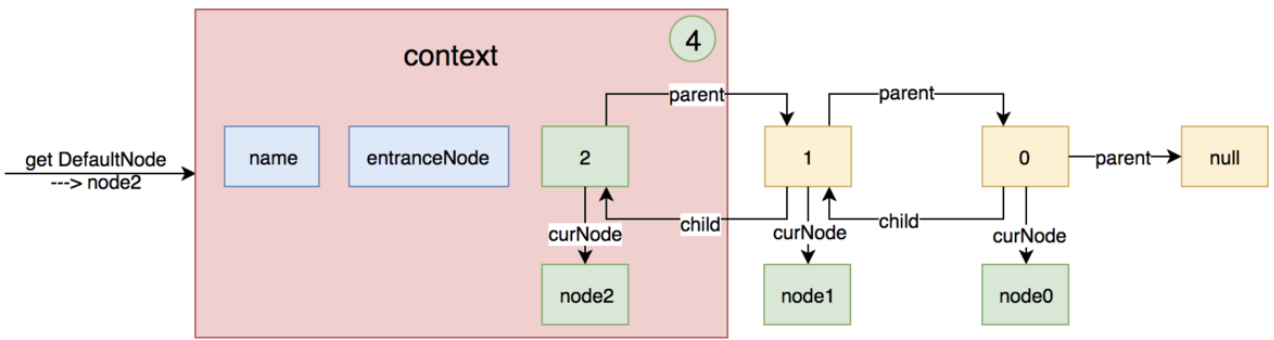 context
4
parent
parent
get DefaultNode
---> node2
name
entranceNode
2
1
0
parent
null
child
child
curNode
curNode
curNode
node2
node1
node0